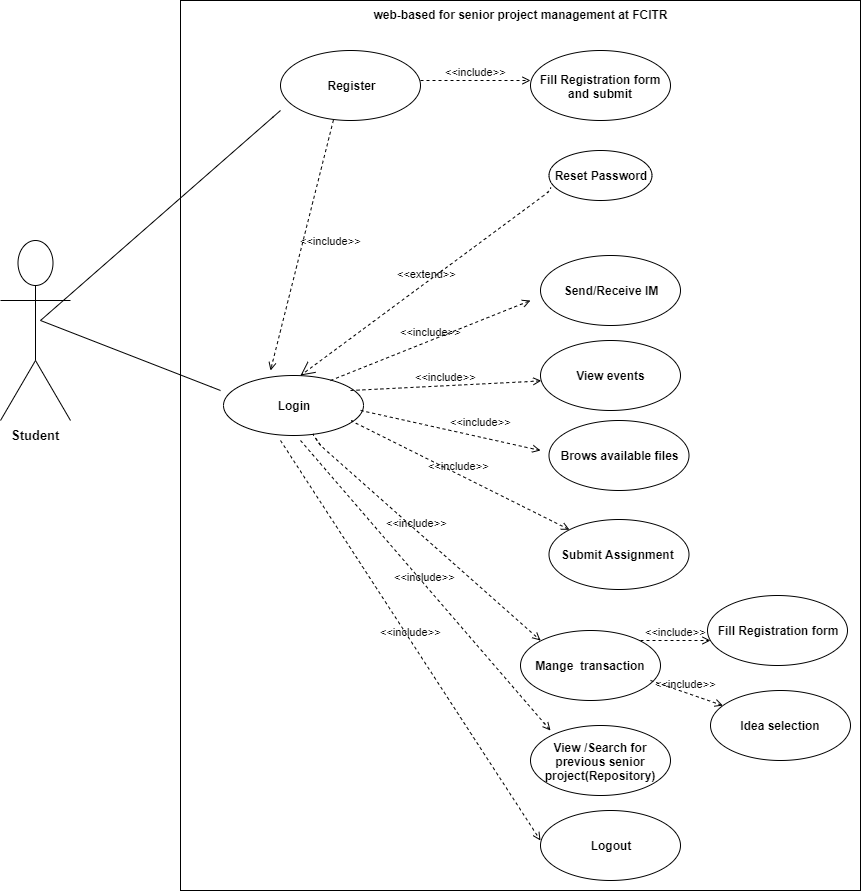 web-based for senior project management at FCITR
Register
<<include>>
Fill Registration form
and submit
Reset Password
<<include>>
<<extend>>
Send/Receive IM
<<include>>
View events
<<include>>
Login
<<include>>
Brows available files
Student
<<include>>
Submit Assignment
<<include>>
<<include>>
<<include>>
<<include>>
Fill Registration form
Mange  transaction
<<include>>
Idea selection
View /Search for
previous senior
project(Repository)
Logout